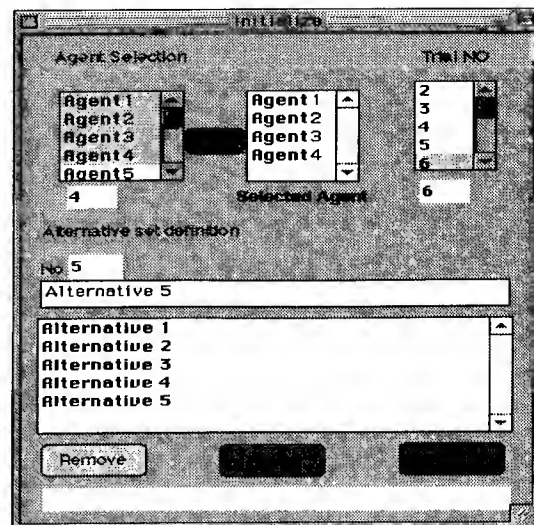 Initialize
Agent Selection
Trial NO
Agent1
Agent2
Agent3
Agent4
Agent5
Agent1
Agent2
Agent3
Agent4
2
3
4
5
6
4
Selected Agent
6
Alternative set definition
No 5
Alternative 5
Alternative 1
Alternative 2
Alternative 3
Alternative 4
Alternative 5
Remove